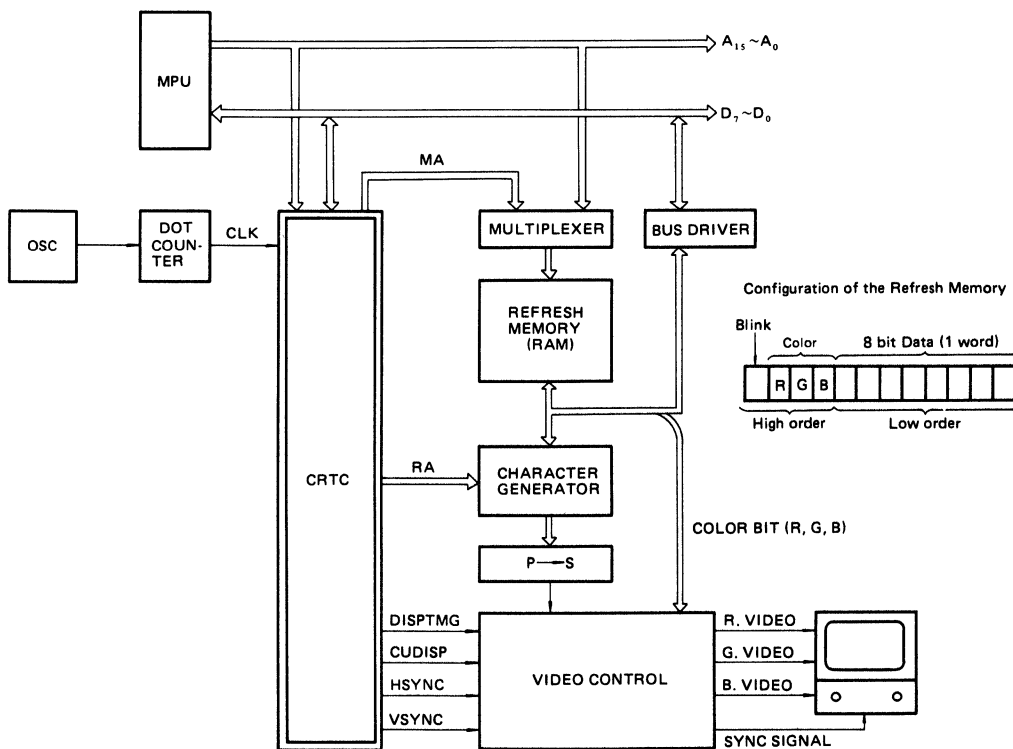 MPU
A₁₅~A₀
D₇~D₀
MA
OSC
DOT
COUN-
TER
CLK
MULTIPLEXER
BUS DRIVER
REFRESH
MEMORY
(RAM)
Configuration of the Refresh Memory
Blink
Color
8 bit Data (1 word)
R G B
High order
Low order
CRTC
RA
CHARACTER
GENERATOR
COLOR BIT (R, G, B)
P → S
DISPTMG
CUDISP
HSYNC
VSYNC
VIDEO CONTROL
R. VIDEO
G. VIDEO
B. VIDEO
SYNC SIGNAL